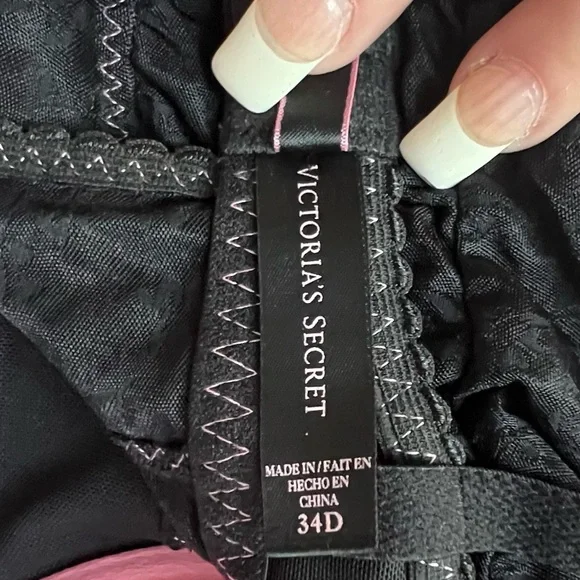 VICTORIA'S SECRET
MADE IN/FAIT EN
HECHO EN
CHINA
34D